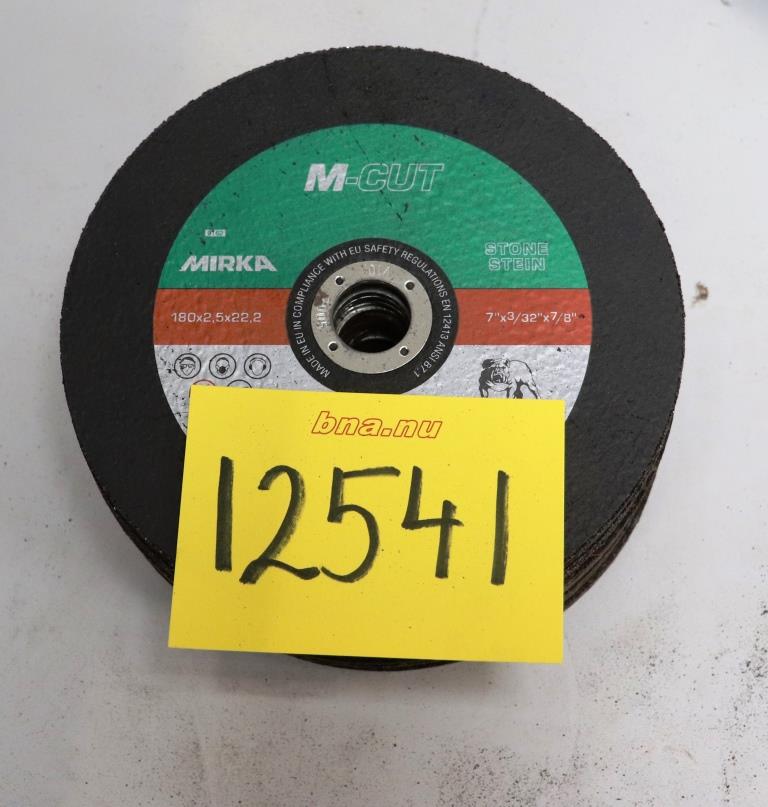 M-CUT
MIRKA
STONE
STEIN
MADE IN EU IN COMPLIANCE WITH EU SAFETY REGULATIONS EN 12413 ANSI B7.1
180x2,5x22,2
7"x3/32"x7/8"
bna.nu
12541